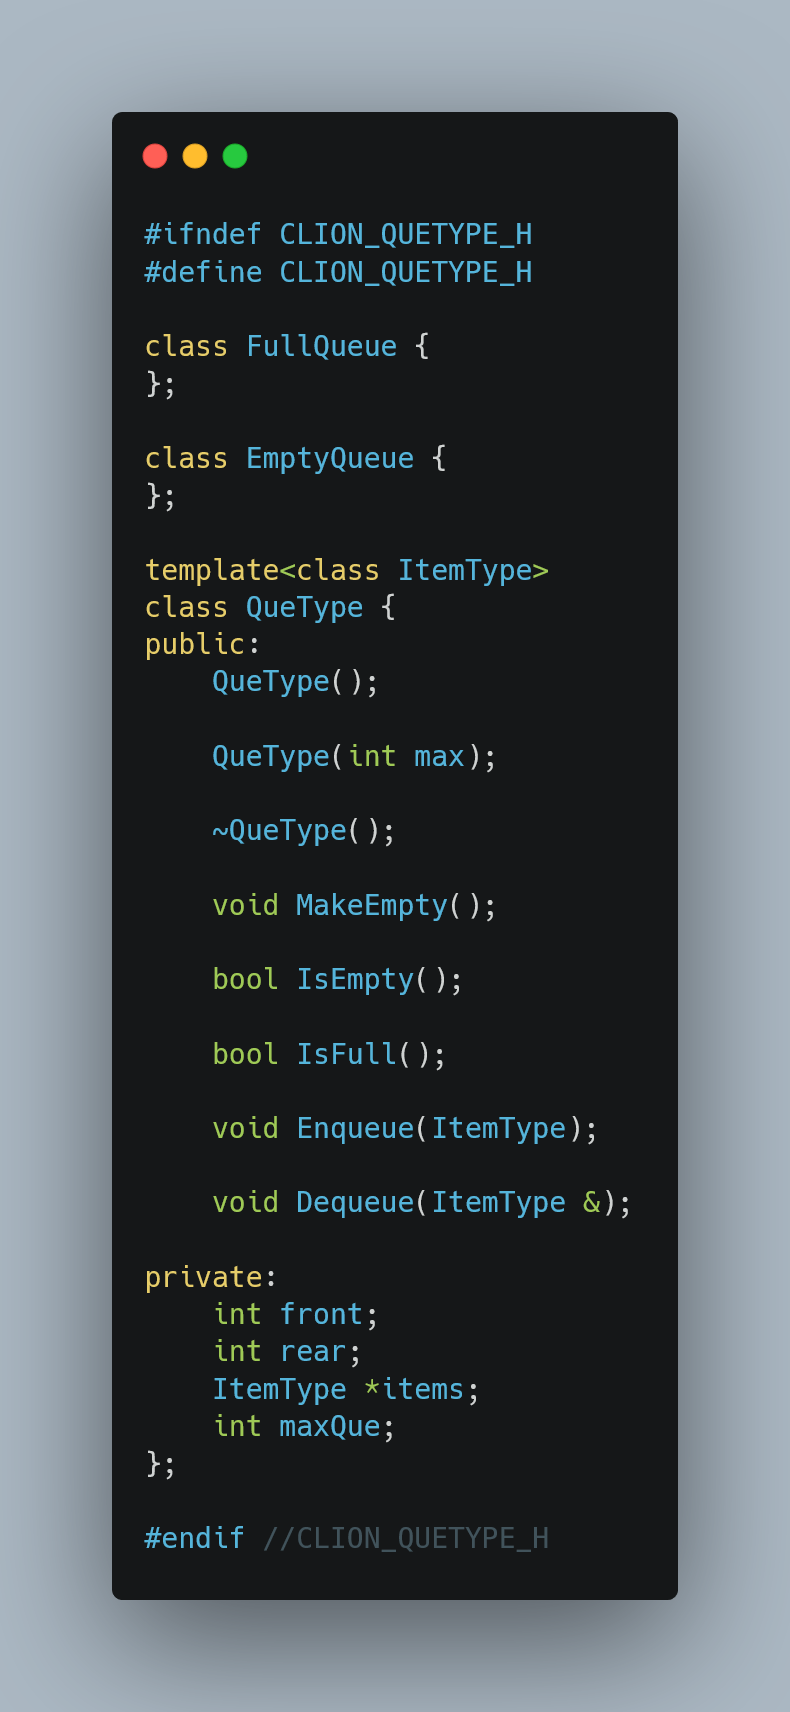 #ifndef CLION_QUETYPE_H
#define CLION_QUETYPE_H

class FullQueue {
};

class EmptyQueue {
};

template<class ItemType>
class QueType {
public:
    QueType();

    QueType(int max);

    ~QueType();

    void MakeEmpty();

    bool IsEmpty();

    bool IsFull();

    void Enqueue(ItemType);

    void Dequeue(ItemType &);

private:
    int front;
    int rear;
    ItemType *items;
    int maxQue;
};

#endif //CLION_QUETYPE_H